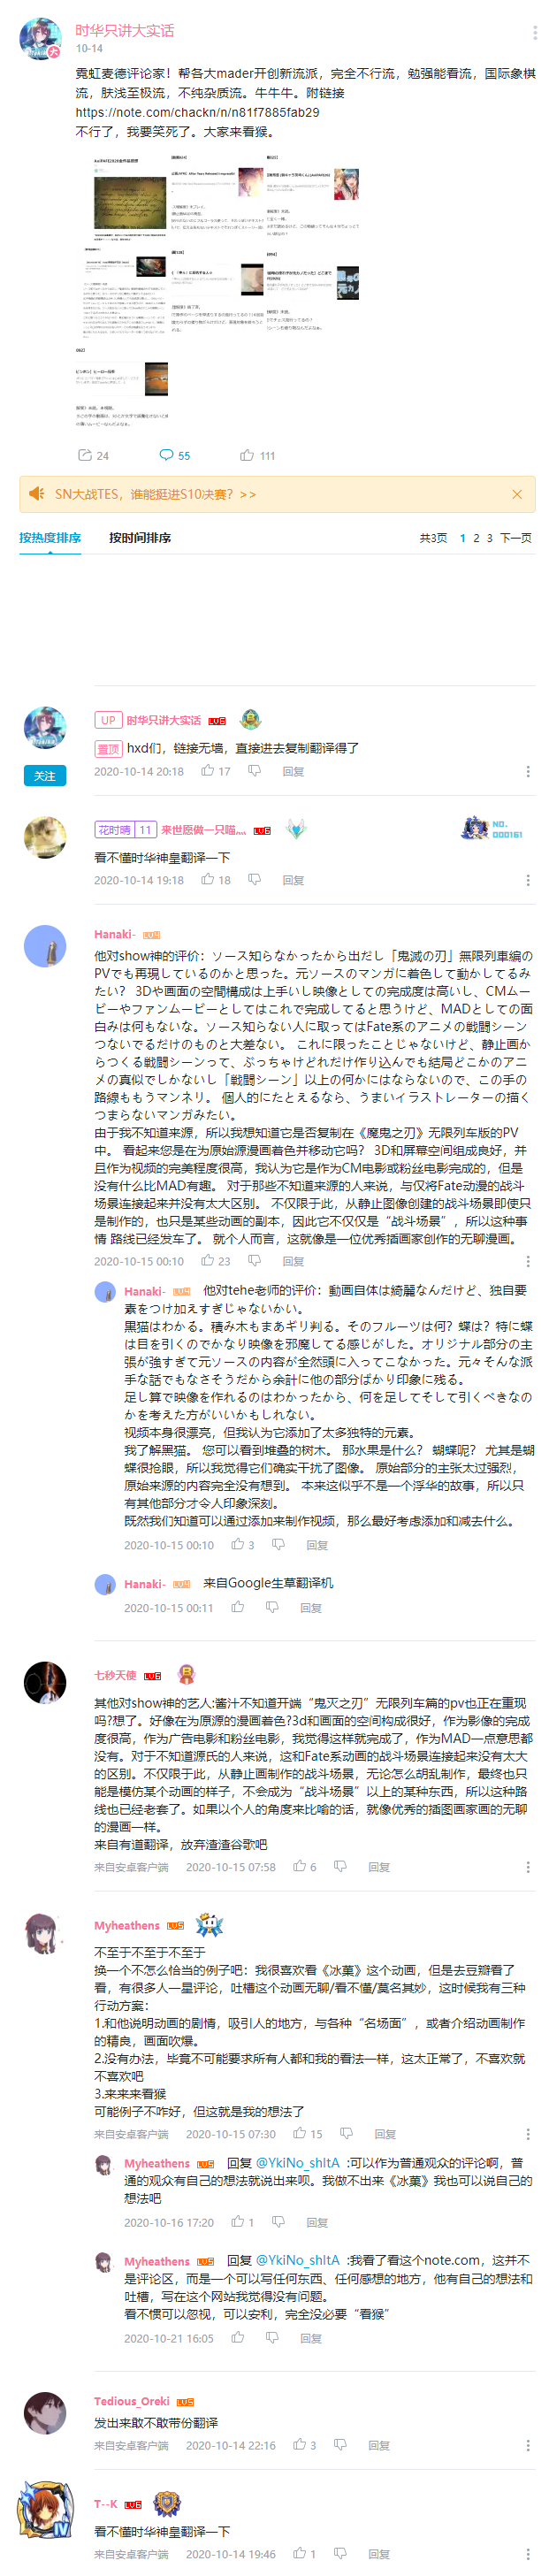 时华只讲大实话
10-14
霓虹麦德评论家！帮各大mader开创新流派，完全不行流，勉强能看流，国际象棋
流，肤浅至极流，不纯杂质流。牛牛牛。附链接
https://note.com/chackn/n/n81f7885fab29
不行了，我要笑死了。大家来看猴。
24
55
111
SN大战TES，谁能挺进S10决赛？>>
按热度排序
按时间排序
共3页 1 2 3 下一页
UP 时华只讲大实话 LV6
置顶 hxd们，链接无墙，直接进去复制翻译得了
关注
2020-10-14 20:18 17 回复
花时晴 11 来世愿做一只喵灬 LV6
NO.
000161
看不懂时华神皇翻译一下
2020-10-14 19:18 18 回复
Hanaki- LV4
他对show神的评价：ソース知らなかったから出だし「鬼滅の刃」無限列車編の
PVでも再現しているのかと思った。元ソースのマンガに着色して動かしてるみ
たい？ 3Dや画面の空間構成は上手いし映像としての完成度は高いし、CMムー
ビーやファンムービーとしてはこれで完成してると思うけど、MADとしての面
白みは何もないな。ソース知らない人に取ってはFate系のアニメの戦闘シーン
つないでるだけのものと大差ない。 これに限ったことじゃないけど、静止画か
らつくる戦闘シーンって、ぶっちゃけどれだけ作り込んでも結局どこかのアニ
メの真似でしかないし「戦闘シーン」以上の何かにはならないので、この手の
路線ももうマンネリ。 個人的にたとえるなら、うまいイラストレーターの描く
つまらないマンガみたい。
由于我不知道来源，所以我想知道它是否复制在《魔鬼之刃》无限列车版的PV
中。 看起来您是在为原始源漫画着色并移动它吗？ 3D和屏幕空间组成良好，并
且作为视频的完美程度很高，我认为它是作为CM电影或粉丝电影完成的，但是
没有什么比MAD有趣。 对于那些不知道来源的人来说，与仅将Fate动漫的战斗
场景连接起来并没有太大区别。 不仅限于此，从静止图像创建的战斗场景即使只
是制作的，也只是某些动画的副本，因此它不仅仅是“战斗场景”，所以这种事
情 路线已经发车了。 就个人而言，这就像是一位优秀插画家创作的无聊漫画。
2020-10-15 00:10 23 回复
Hanaki- LV4 他对tehe老师的评价：動画自体は綺麗なんだけど、独自要
素をつけ加えすぎじゃないかい。
黒猫はわかる。積み木もまあギリ判る。そのフルーツは何？蝶は？特に蝶
は目を引くのでかなり映像を邪魔してる感じがした。オリジナル部分の主
張が強すぎて元ソースの内容が全然頭に入ってこなかった。元々そんな派
手な話でもなさそうだから余計に他の部分ばかり印象に残る。
足し算で映像を作れるのはわかったから、何を足してそして引くべきなの
かを考えた方がいいかもしれない。
视频本身很漂亮，但我认为它添加了太多独特的元素。
我了解黑猫。 您可以看到堆叠的树木。 那水果是什么？ 蝴蝶呢？ 尤其是蝴
蝶很抢眼，所以我觉得它们确实干扰了图像。 原始部分的主张太过强烈，
原始来源的内容完全没有想到。 本来这似乎不是一个浮华的故事，所以只
有其他部分才令人印象深刻。
既然我们知道可以通过添加来制作视频，那么最好考虑添加和减去什么。
2020-10-15 00:10 3 回复
Hanaki- LV4 来自Google生草翻译机
2020-10-15 00:11 回复
七秒天使 LV6
其他对show神的艺人:酱汁不知道开端“鬼灭之刃”无限列车篇的pv也正在重现
吗?想了。好像在为原源的漫画着色?3d和画面的空间构成很好，作为影像的完成
度很高，作为广告电影和粉丝电影，我觉得这样就完成了，作为MAD一点意思都
没有。对于不知道源氏的人来说，这和Fate系动画的战斗场景连接起来没有太大
的区别。不仅限于此，从静止画制作的战斗场景，无论怎么胡乱制作，最终也只
能是模仿某个动画的样子，不会成为“战斗场景”以上的某种东西，所以这种路
线也已经老套了。如果以个人的角度来比喻的话，就像优秀的插图画家画的无聊
的漫画一样。
来自有道翻译，放弃渣渣谷歌吧
来自安卓客户端 2020-10-15 07:58 6 回复
Myheathens LV5
不至于不至于不至于
换一个不怎么恰当的例子吧：我很喜欢看《冰菓》这个动画，但是去豆瓣看了
看，有很多人一星评论，吐槽这个动画无聊/看不懂/莫名其妙，这时候我有三种
行动方案：
1.和他说明动画的剧情，吸引人的地方，与各种“名场面”，或者介绍动画制作
的精良，画面吹爆。
2.没有办法，毕竟不可能要求所有人都和我的看法一样，这太正常了，不喜欢就
不喜欢吧
3.来来来看猴
可能例子不咋好，但这就是我的想法了
来自安卓客户端 2020-10-15 07:30 15 回复
Myheathens LV5 回复 @YkiNo_shItA :可以作为普通观众的评论啊，普
通的观众有自己的想法就说出来呗。我做不出来《冰菓》我也可以说自己的
想法吧
2020-10-16 17:20 1 回复
Myheathens LV5 回复 @YkiNo_shItA :我看了看这个note.com，这并不
是评论区，而是一个可以写任何东西、任何感想的地方，他有自己的想法和
吐槽，写在这个网站我觉得没有问题。
看不惯可以忽视，可以安利，完全没必要“看猴”
2020-10-21 16:05 回复
Tedious_Oreki LV5
发出来敢不敢带份翻译
来自安卓客户端 2020-10-14 22:16 3 回复
T--K LV6
看不懂时华神皇翻译一下
来自安卓客户端 2020-10-14 19:46 1 回复